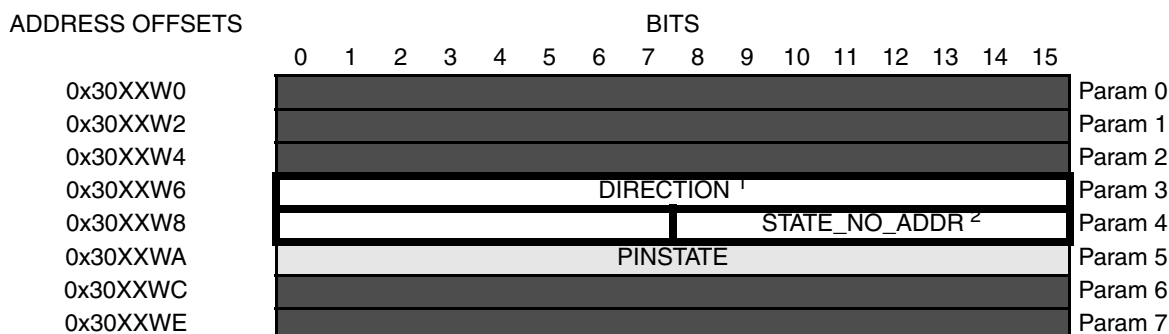 ADDRESS OFFSETS BITS
0 1 2 3 4 5 6 7 8 9 10 11 12 13 14 15
0x30XXW0 Param 0
0x30XXW2 Param 1
0x30XXW4 Param 2
0x30XXW6 DIRECTION 1 Param 3
0x30XXW8 STATE_NO_ADDR 2 Param 4
0x30XXWA PINSTATE Param 5
0x30XXWC Param 6
0x30XXWE Param 7